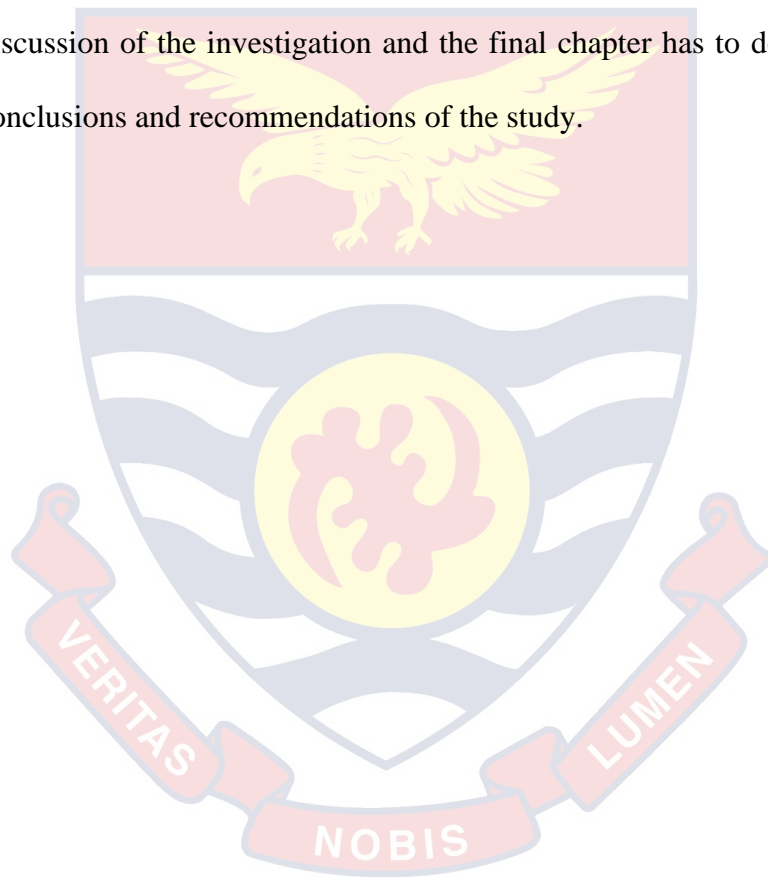 scussion of the investigation and the final chapter has to d
onclusions and recommendations of the study.
VERITAS
NOBIS
LUMEN